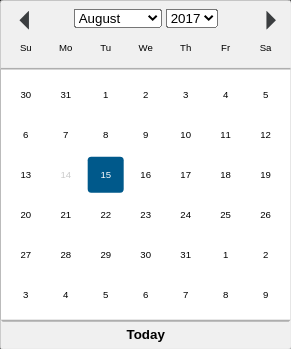 August 2017
Su Mo Tu We Th Fr Sa
30 31 1 2 3 4 5
6 7 8 9 10 11 12
13 14 15 16 17 18 19
20 21 22 23 24 25 26
27 28 29 30 31 1 2
3 4 5 6 7 8 9
Today